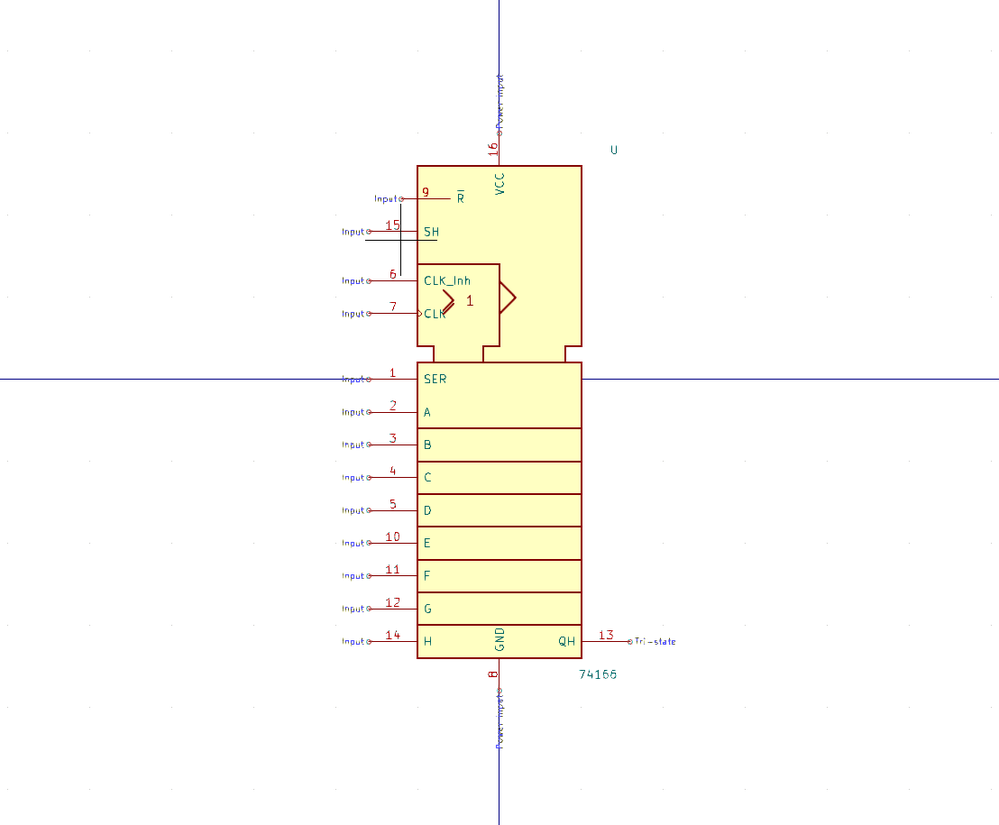 Power input
16
U
VCC
Input 9 R̅
Input 15 SH
Input 6 CLK_Inh
1
Input 7 CLK
Input 1 SER
Input 2 A
Input 3 B
Input 4 C
Input 5 D
Input 10 E
Input 11 F
Input 12 G
Input 14 H GND QH 13 Tri-state
8
74166
Power input